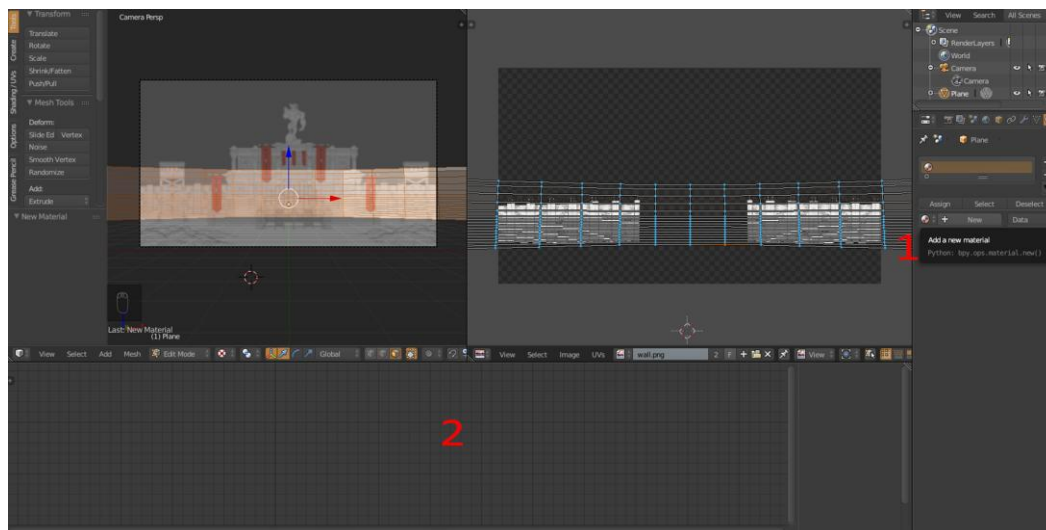 Tools
Create
Shading / UVs
Options
Grease Pencil
Transform
Translate
Rotate
Scale
Shrink/Fatten
Push/Pull
Mesh Tools
Deform:
Slide Ed Vertex
Noise
Smooth Vertex
Randomize
Add:
Extrude
New Material
Camera Persp
Last: New Material
(1) Plane
View Select Add Mesh Edit Mode Global
View Select Image UVs wall.png 2 F View
View Search All Scenes
Scene
RenderLayers
World
Camera
Camera
Plane
Plane
Assign Select Deselect
New Data
Add a new material
Python: bpy.ops.material.new()
1
2